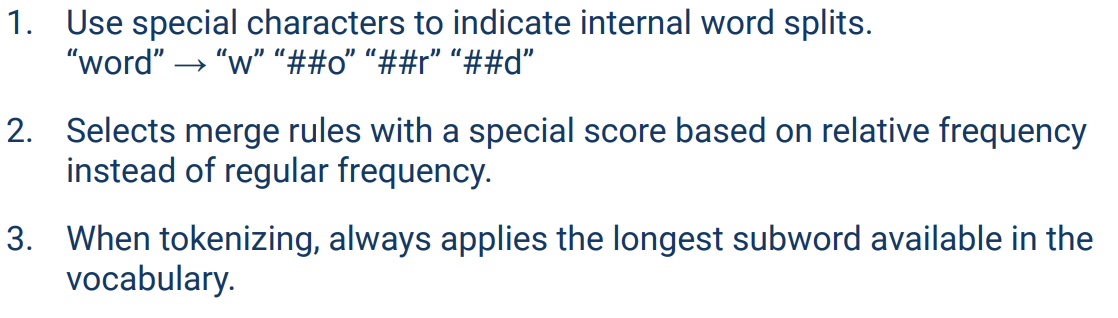 1. Use special characters to indicate internal word splits.
“word” → “w” “##o” “##r” “##d”
2. Selects merge rules with a special score based on relative frequency
instead of regular frequency.
3. When tokenizing, always applies the longest subword available in the
vocabulary.